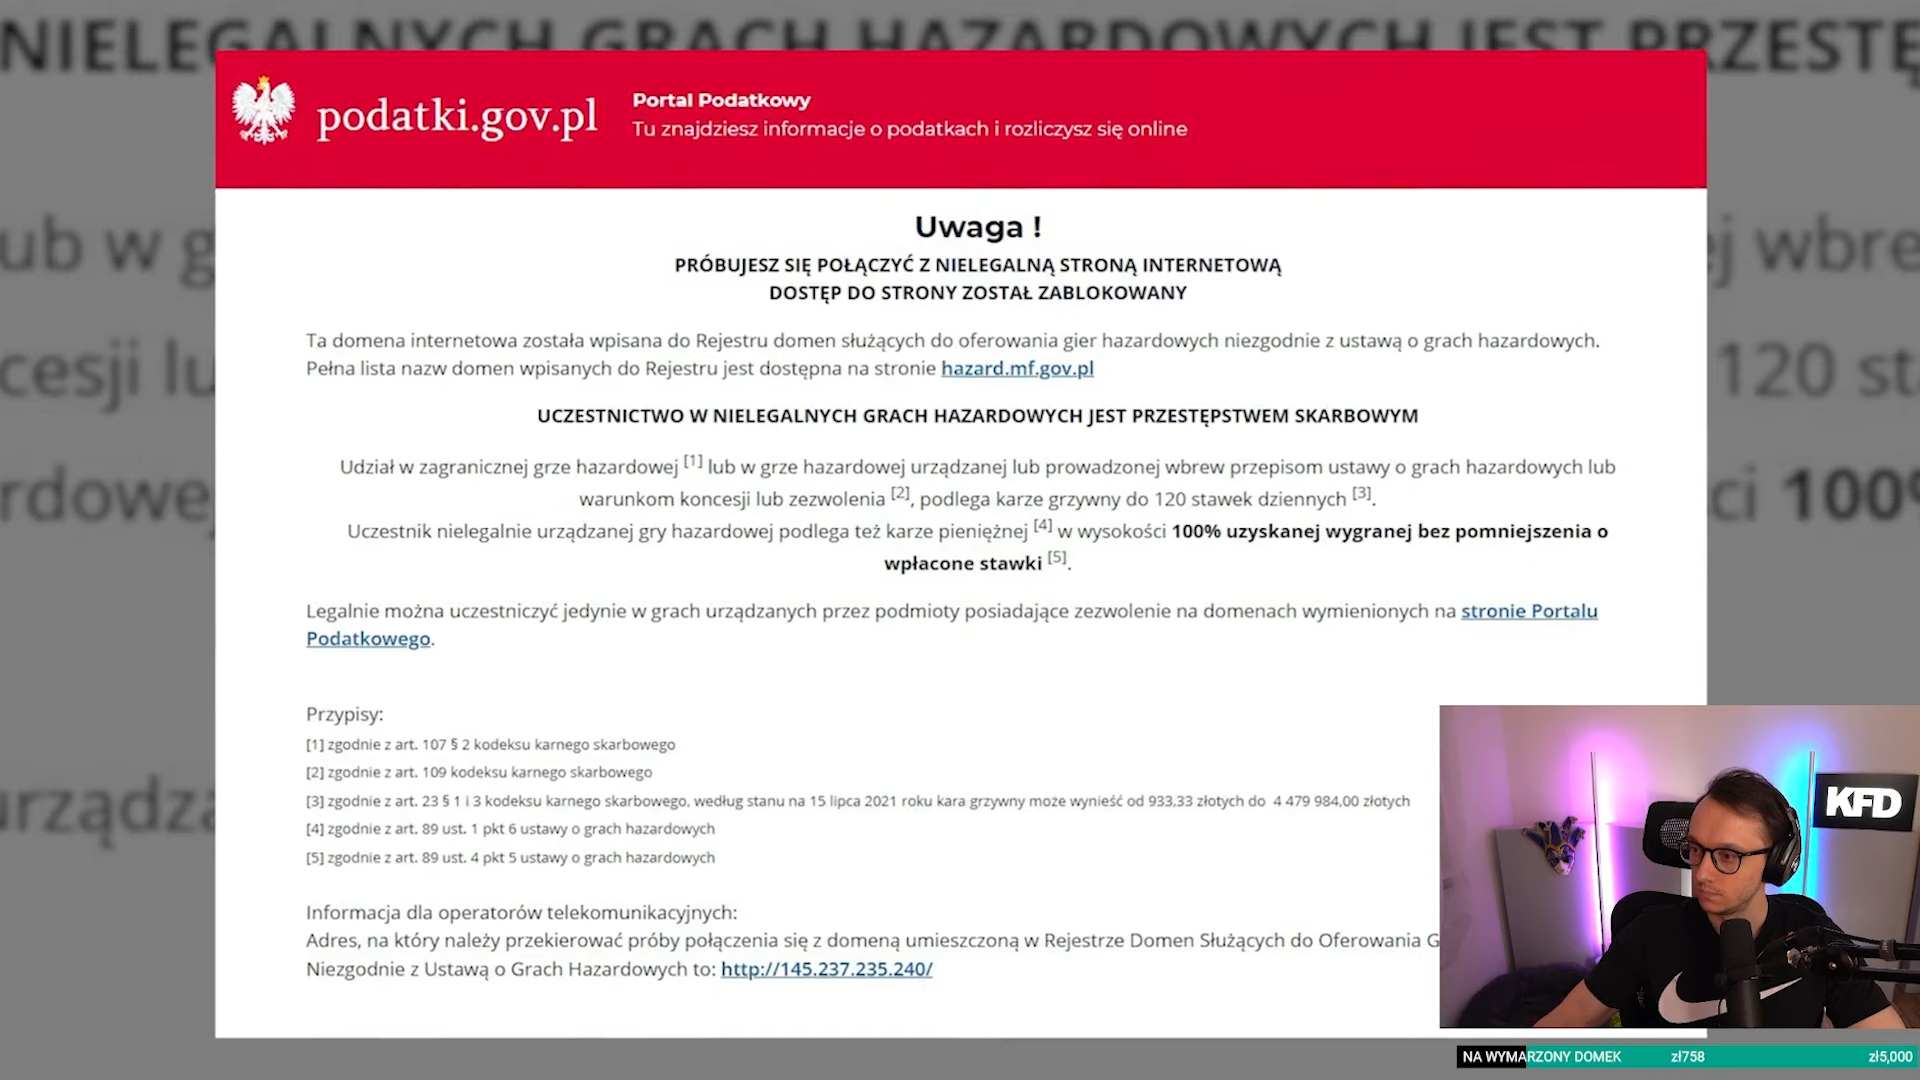 NIELEGALNYCH GRACH HAZARDOWYCH JEST PRZESTĘ
podatki.gov.pl
Portal Podatkowy
Tu znajdziesz informacje o podatkach i rozliczysz się online
Uwaga !
PRÓBUJESZ SIĘ POŁĄCZYĆ Z NIELEGALNĄ STRONĄ INTERNETOWĄ
DOSTĘP DO STRONY ZOSTAŁ ZABLOKOWANY
Ta domena internetowa została wpisana do Rejestru domen służących do oferowania gier hazardowych niezgodnie z ustawą o grach hazardowych.
Pełna lista nazw domen wpisanych do Rejestru jest dostępna na stronie hazard.mf.gov.pl
UCZESTNICTWO W NIELEGALNYCH GRACH HAZARDOWYCH JEST PRZESTĘPSTWEM SKARBOWYM
Udział w zagranicznej grze hazardowej [1] lub w grze hazardowej urządzanej lub prowadzonej wbrew przepisom ustawy o grach hazardowych lub
warunkom koncesji lub zezwolenia [2], podlega karze grzywny do 120 stawek dziennych [3].
Uczestnik nielegalnie urządzanej gry hazardowej podlega też karze pieniężnej [4] w wysokości 100% uzyskanej wygranej bez pomniejszenia o
wpłacone stawki [5].
Legalnie można uczestniczyć jedynie w grach urządzanych przez podmioty posiadające zezwolenie na domenach wymienionych na stronie Portalu
Podatkowego.
Przypisy:
[1] zgodnie z art. 107 § 2 kodeksu karnego skarbowego
[2] zgodnie z art. 109 kodeksu karnego skarbowego
[3] zgodnie z art. 23 § 1 i 3 kodeksu karnego skarbowego, według stanu na 15 lipca 2021 roku kara grzywny może wynieść od 933,33 złotych do 4 479 984,00 złotych
[4] zgodnie z art. 89 ust. 1 pkt 6 ustawy o grach hazardowych
[5] zgodnie z art. 89 ust. 4 pkt 5 ustawy o grach hazardowych
Informacja dla operatorów telekomunikacyjnych:
Adres, na który należy przekierować próby połączenia się z domeną umieszczoną w Rejestrze Domen Służących do Oferowania G
Niezgodnie z Ustawą o Grach Hazardowych to: http://145.237.235.240/
KFD
NA WYMARZONY DOMEK zł758 zł5,000